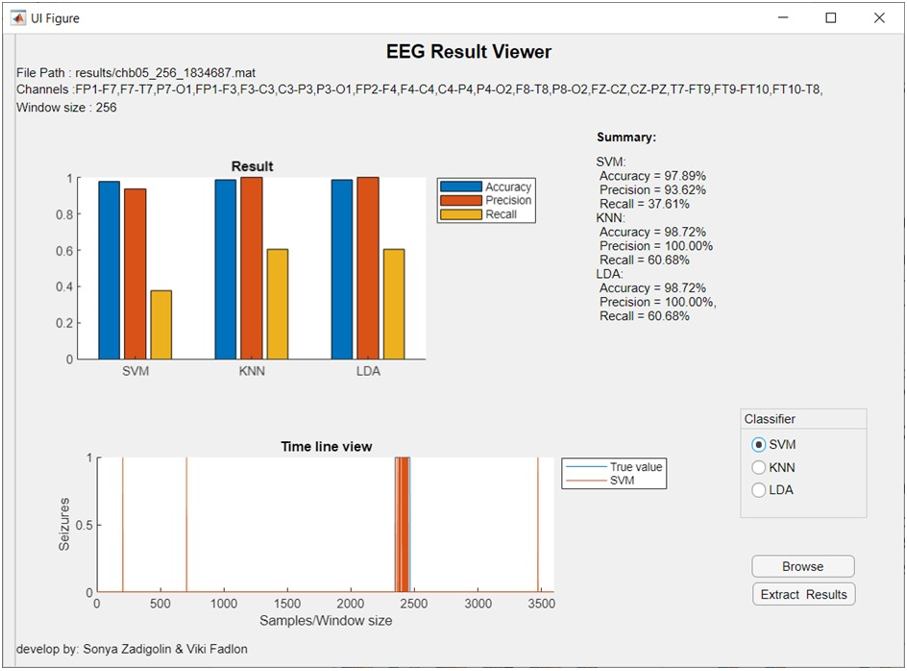 UI Figure
EEG Result Viewer
File Path : results/chb05_256_1834687.mat
Channels :FP1-F7,F7-T7,P7-O1,FP1-F3,F3-C3,C3-P3,P3-O1,FP2-F4,F4-C4,C4-P4,P4-O2,F8-T8,P8-O2,FZ-CZ,CZ-PZ,T7-FT9,FT9-FT10,FT10-T8,
Window size : 256
Result
1
0.8
0.6
0.4
0.2
0
SVM
KNN
LDA
Accuracy
Precision
Recall
Summary:
SVM:
Accuracy = 97.89%
Precision = 93.62%
Recall = 37.61%
KNN:
Accuracy = 98.72%
Precision = 100.00%
Recall = 60.68%
LDA:
Accuracy = 98.72%
Precision = 100.00%,
Recall = 60.68%
Time line view
Seizures
1
0.5
0
0 500 1000 1500 2000 2500 3000 3500
Samples/Window size
True value
SVM
Classifier
SVM
KNN
LDA
Browse
Extract Results
develop by: Sonya Zadigolin & Viki Fadlon